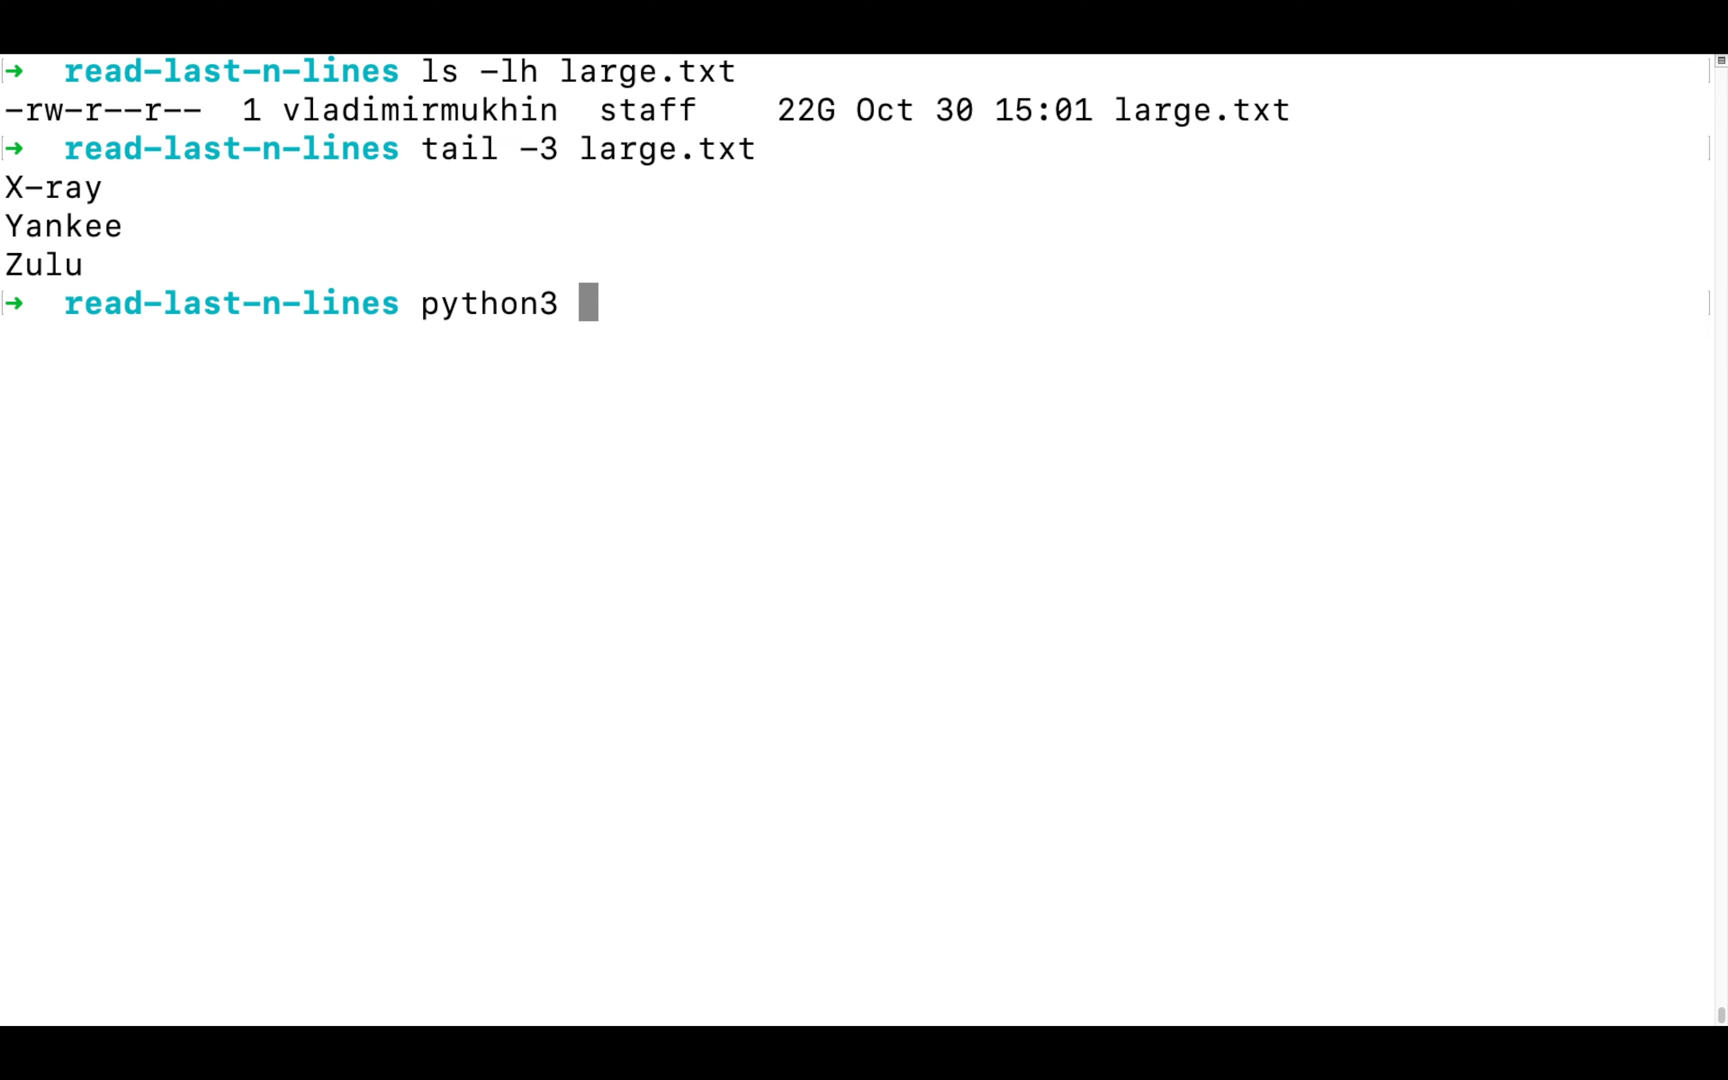 ➜ read-last-n-lines ls -lh large.txt
-rw-r--r-- 1 vladimirmukhin staff 22G Oct 30 15:01 large.txt
➜ read-last-n-lines tail -3 large.txt
X-ray
Yankee
Zulu
➜ read-last-n-lines python3